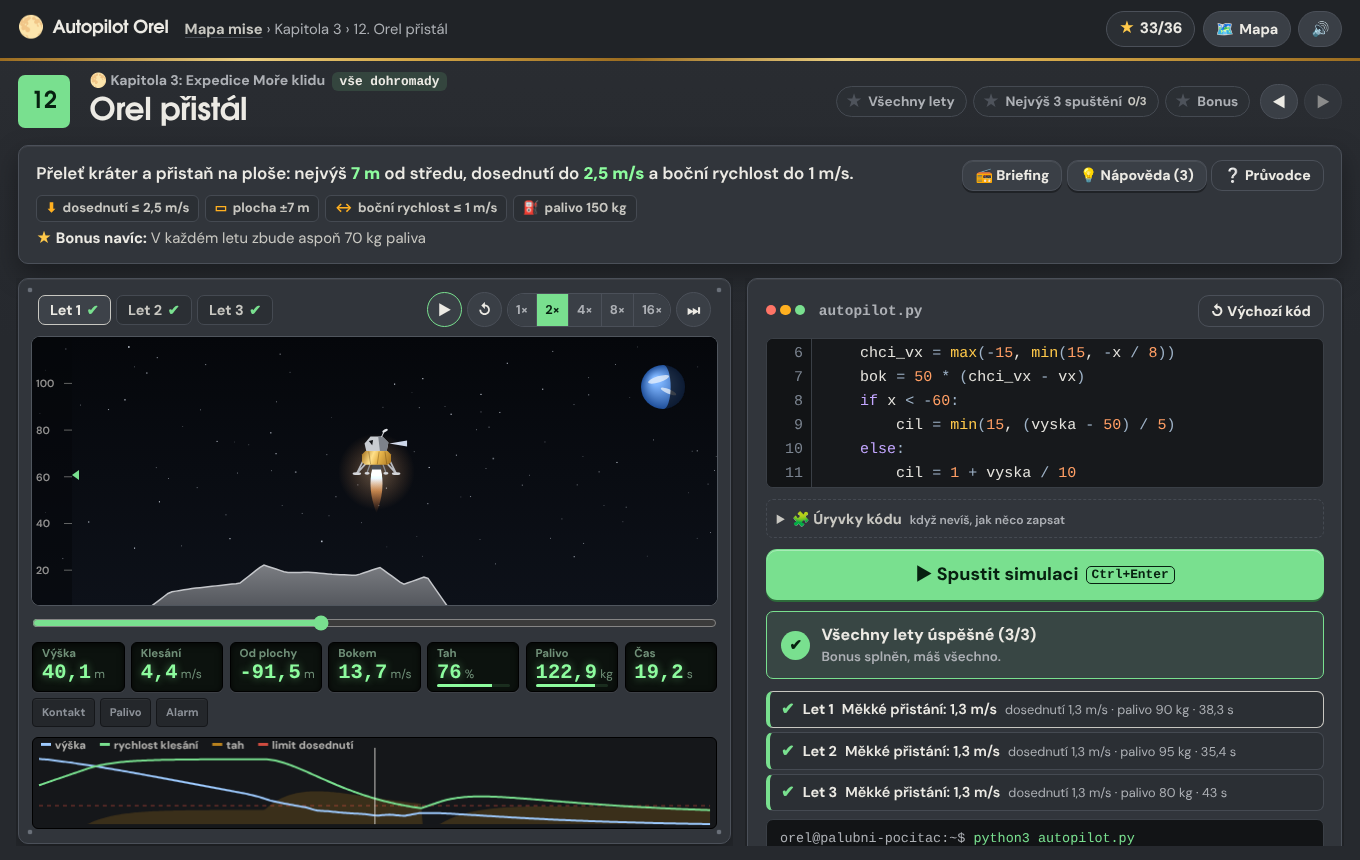 Autopilot Orel
Mapa mise › Kapitola 3 › 12. Orel přistál
★ 33/36
Mapa
12
Kapitola 3: Expedice Moře klidu vše dohromady
Orel přistál
★ Všechny lety
★ Nejvýš 3 spuštění 0/3
★ Bonus
Přeleť kráter a přistaň na ploše: nejvýš 7 m od středu, dosednutí do 2,5 m/s a boční rychlost do 1 m/s.
Briefing
Nápověda (3)
? Průvodce
dosednutí ≤ 2,5 m/s
plocha ±7 m
boční rychlost ≤ 1 m/s
palivo 150 kg
★ Bonus navíc: V každém letu zbude aspoň 70 kg paliva
Let 1 ✔
Let 2 ✔
Let 3 ✔
1×
2×
4×
8×
16×
100
80
60
40
20
Výška
40,1 m
Klesání
4,4 m/s
Od plochy
-91,5 m
Bokem
13,7 m/s
Tah
76 %
Palivo
122,9 kg
Čas
19,2 s
Kontakt
Palivo
Alarm
výška
rychlost klesání
tah
limit dosednutí
autopilot.py
Výchozí kód
6 chci_vx = max(-15, min(15, -x / 8))
7 bok = 50 * (chci_vx - vx)
8 if x < -60:
9 cil = min(15, (vyska - 50) / 5)
10 else:
11 cil = 1 + vyska / 10
Úryvky kódu když nevíš, jak něco zapsat
Spustit simulaci Ctrl+Enter
✔ Všechny lety úspěšné (3/3)
Bonus splněn, máš všechno.
✔ Let 1 Měkké přistání: 1,3 m/s dosednutí 1,3 m/s · palivo 90 kg · 38,3 s
✔ Let 2 Měkké přistání: 1,3 m/s dosednutí 1,3 m/s · palivo 95 kg · 35,4 s
✔ Let 3 Měkké přistání: 1,3 m/s dosednutí 1,3 m/s · palivo 80 kg · 43 s
orel@palubni-pocitac:~$ python3 autopilot.py